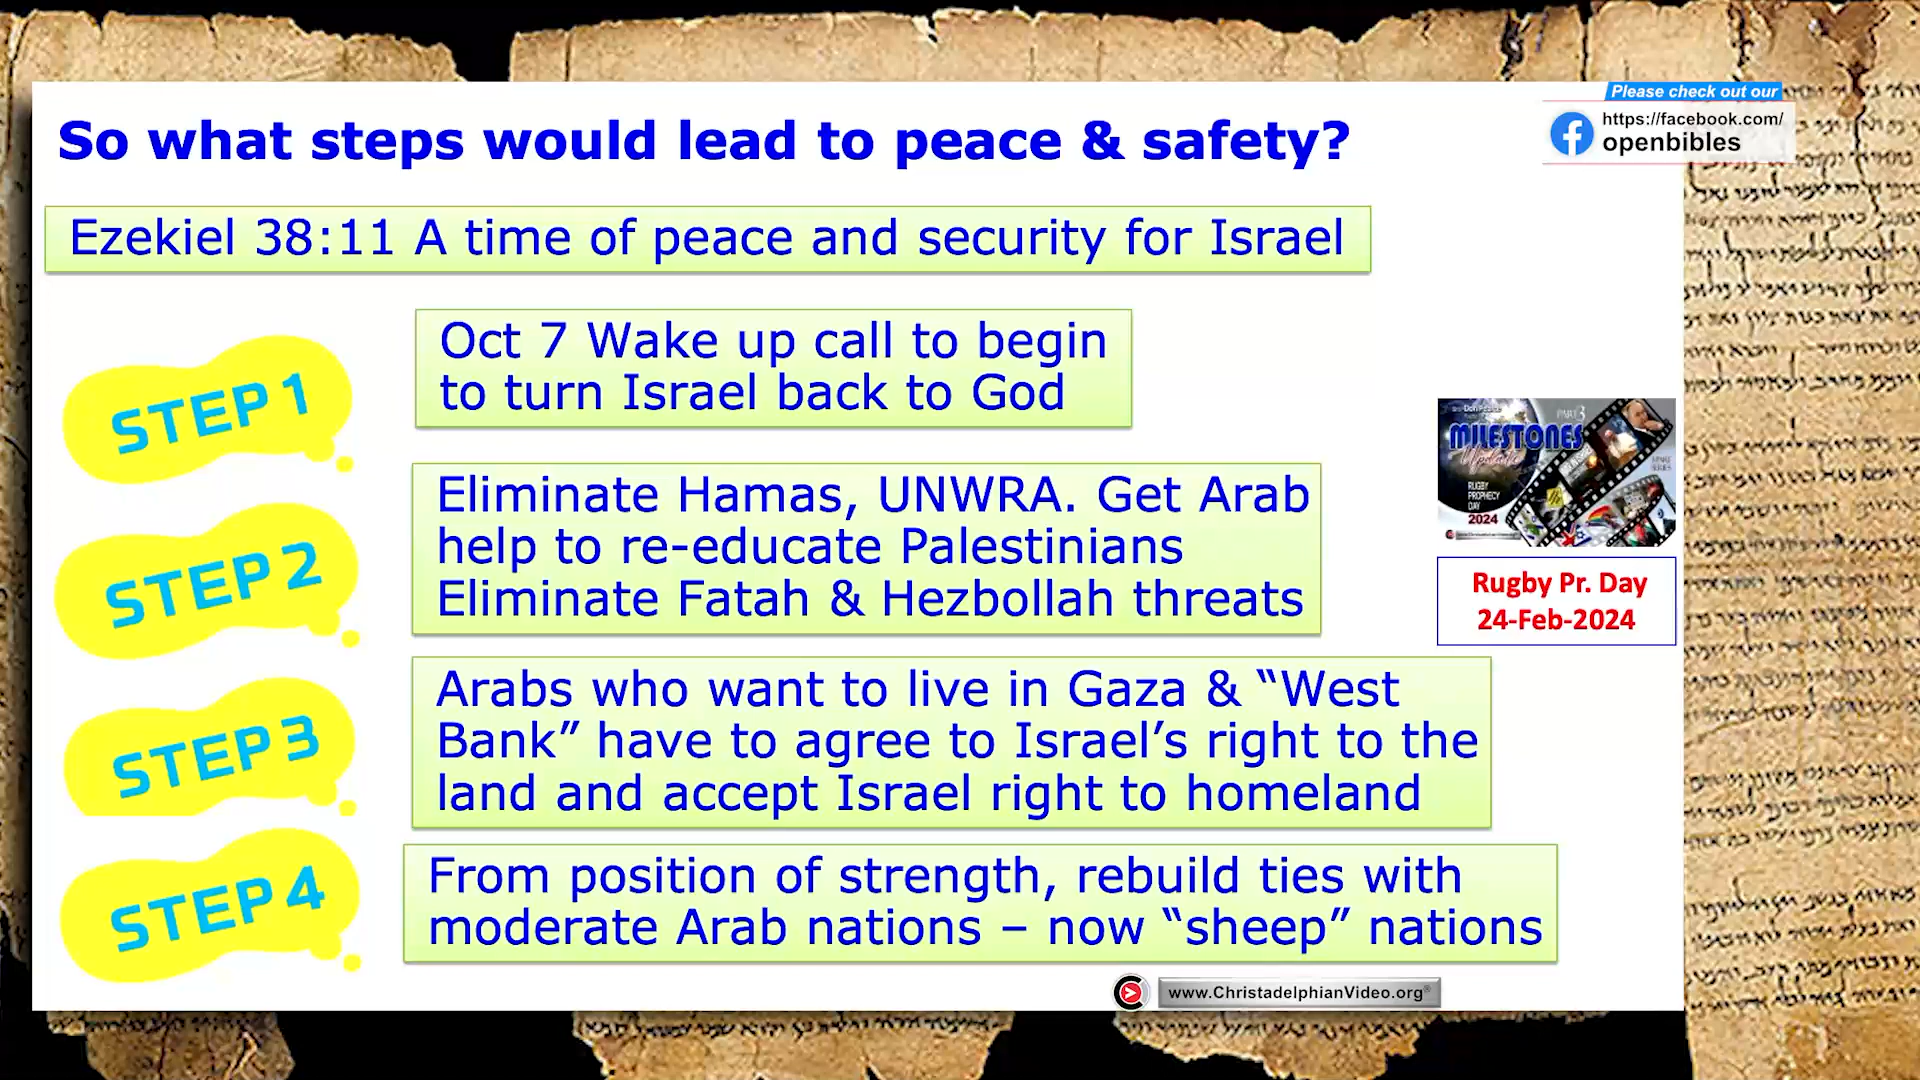 Please check out our
https://facebook.com/
openbibles
So what steps would lead to peace & safety?
Ezekiel 38:11 A time of peace and security for Israel
STEP 1
Oct 7 Wake up call to begin
to turn Israel back to God
STEP 2
Eliminate Hamas, UNWRA. Get Arab
help to re-educate Palestinians
Eliminate Fatah & Hezbollah threats
STEP 3
Arabs who want to live in Gaza & “West
Bank” have to agree to Israel’s right to the
land and accept Israel right to homeland
STEP 4
From position of strength, rebuild ties with
moderate Arab nations – now “sheep” nations
PART 3
MILESTONES
Update
RUGBY
PROPHECY
DAY
2024
Rugby Pr. Day
24-Feb-2024
www.ChristadelphianVideo.org